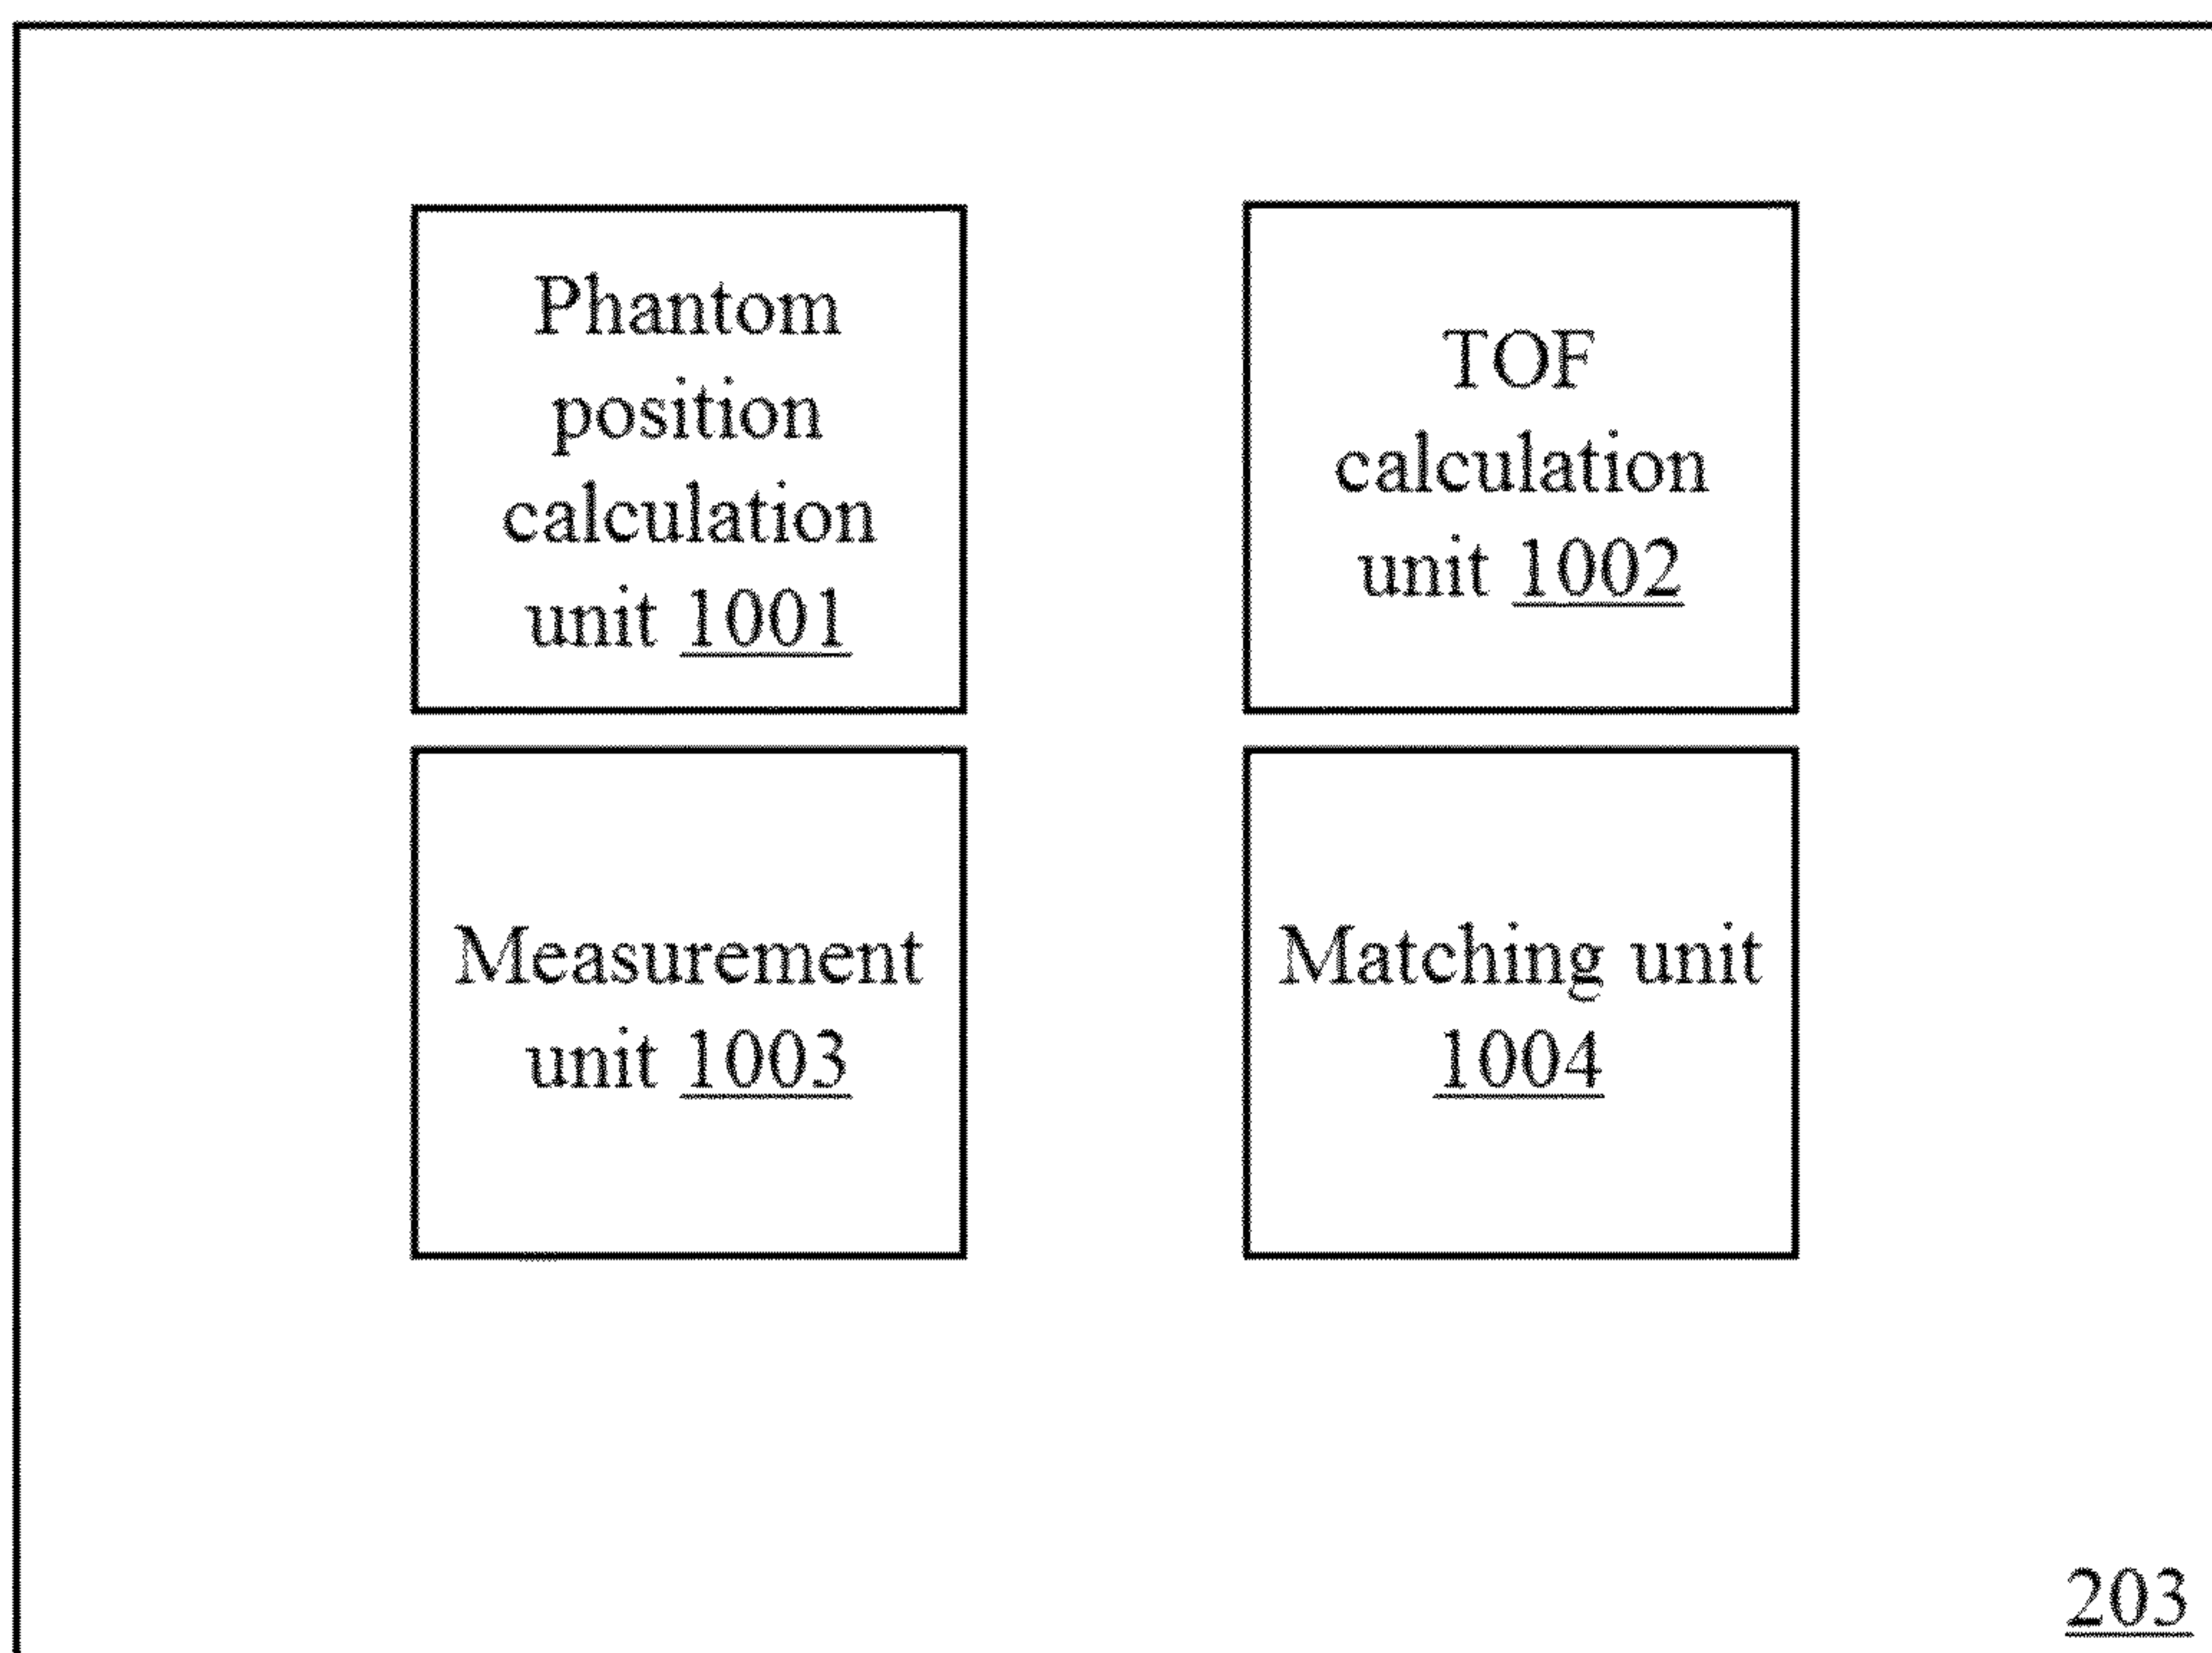 Phantom
position
calculation
unit 1001
TOF
calculation
unit 1002
Measurement
unit 1003
Matching unit
1004
203